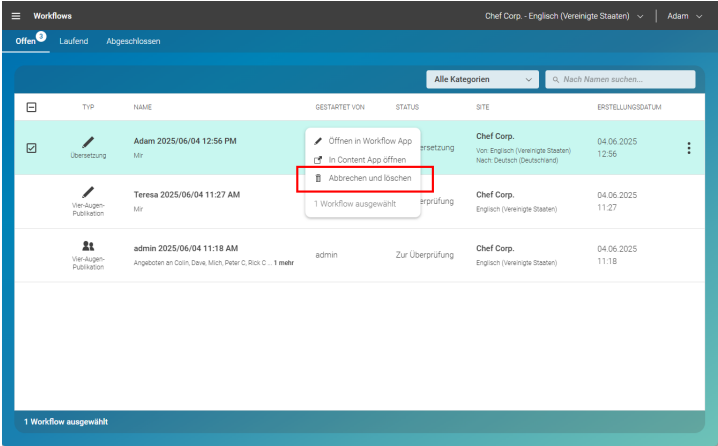 Workflows
Chef Corp. - Englisch (Vereinigte Staaten)
Adam
Offen 3 Laufend Abgeschlossen
Alle Kategorien
Nach Namen suchen...
TYP NAME GESTARTET VON STATUS SITE ERSTELLUNGSDATUM
Übersetzung
Adam 2025/06/04 12:56 PM
Mir
Öffnen in Workflow App
In Content App öffnen
Abbrechen und löschen
1 Workflow ausgewählt
ersetzung
Chef Corp.
Von: Englisch (Vereinigte Staaten)
Nach: Deutsch (Deutschland)
04.06.2025
12:56
Vier-Augen-
Publikation
Teresa 2025/06/04 11:27 AM
Mir
erprüfung
Chef Corp.
Englisch (Vereinigte Staaten)
04.06.2025
11:27
Vier-Augen-
Publikation
admin 2025/06/04 11:18 AM
Angeboten an Colin, Dave, Mich, Peter C, Rick C ... 1 mehr
admin
Zur Überprüfung
Chef Corp.
Englisch (Vereinigte Staaten)
04.06.2025
11:18
1 Workflow ausgewählt